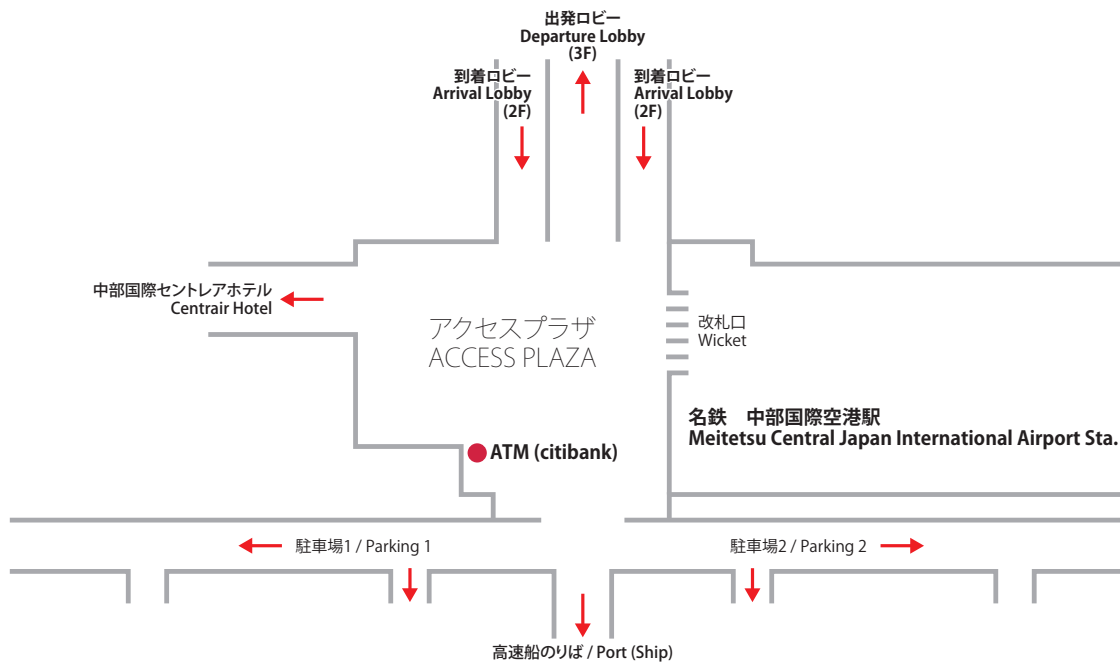 出発ロビー
Departure Lobby
(3F)
到着ロビー
Arrival Lobby
(2F)
到着ロビー
Arrival Lobby
(2F)
中部国際セントレアホテル
Centrair Hotel
アクセスプラザ
ACCESS PLAZA
改札口
Wicket
名鉄　中部国際空港駅
Meitetsu Central Japan International Airport Sta.
ATM (citibank)
駐車場1 / Parking 1
駐車場2 / Parking 2
高速船のりば / Port (Ship)